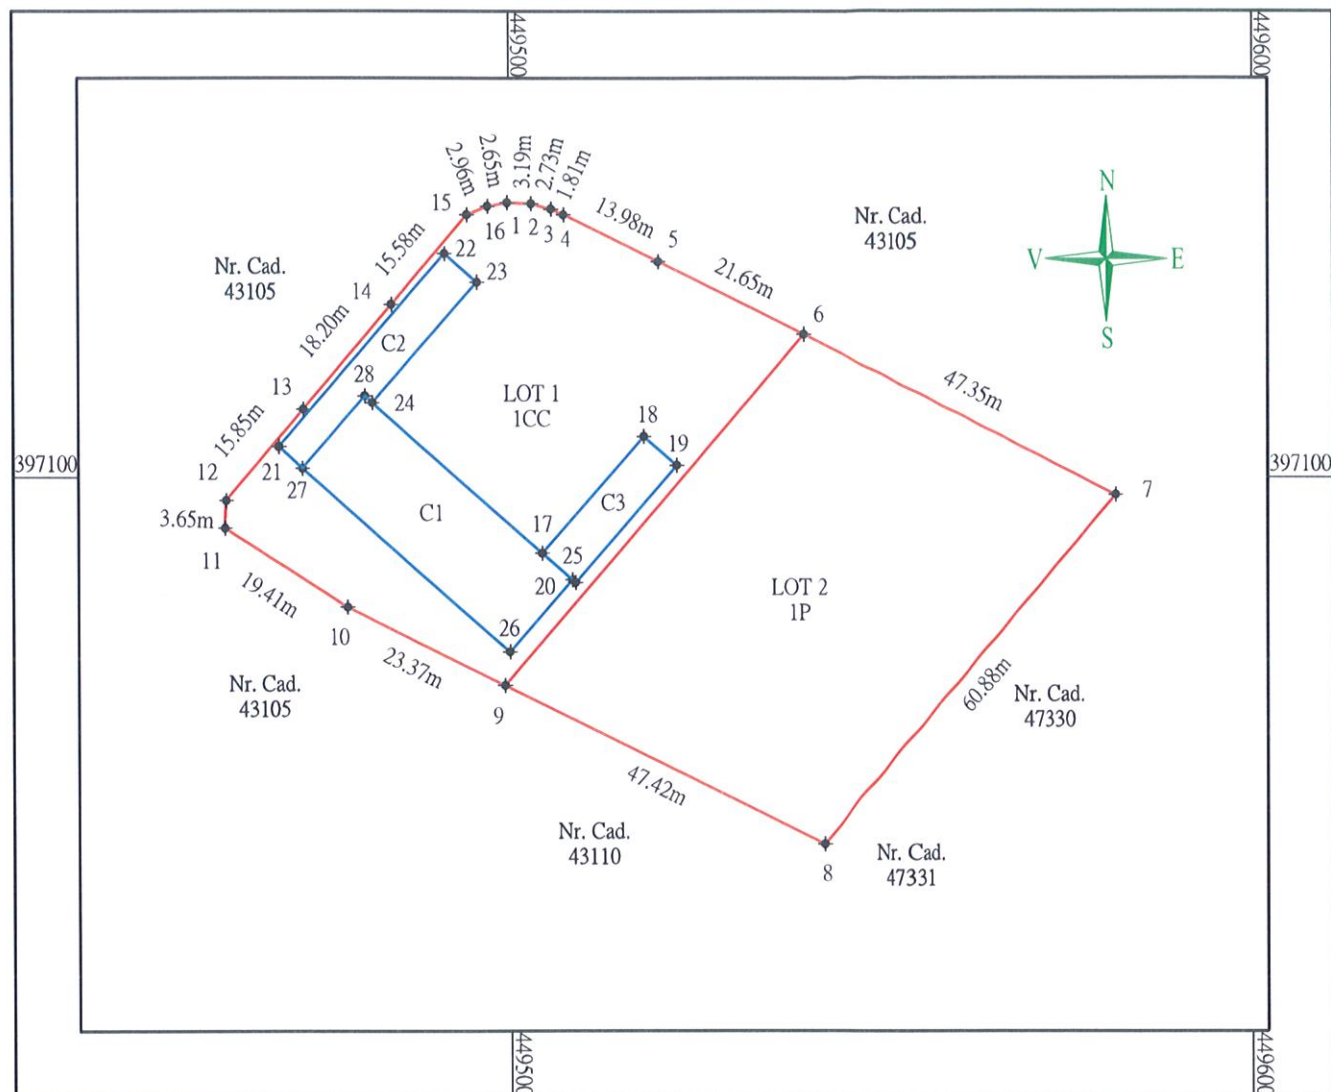 449500
449600
2.96m
2.65m
3.19m
2.73m
1.81m
15
16
1
2
3
4
13.98m
5
Nr. Cad.
43105
N
V
E
S
15.58m
22
23
21.65m
6
Nr. Cad.
43105
14
18.20m
C2
47.35m
13
28
24
LOT 1
1CC
18
19
15.85m
397100
397100
12
21
27
7
3.65m
11
C1
C3
17
25
20
19.41m
LOT 2
1P
10
26
23.37m
60.88m
Nr. Cad.
43105
Nr. Cad.
47330
9
47.42m
Nr. Cad.
43110
8
Nr. Cad.
47331
449500
449600